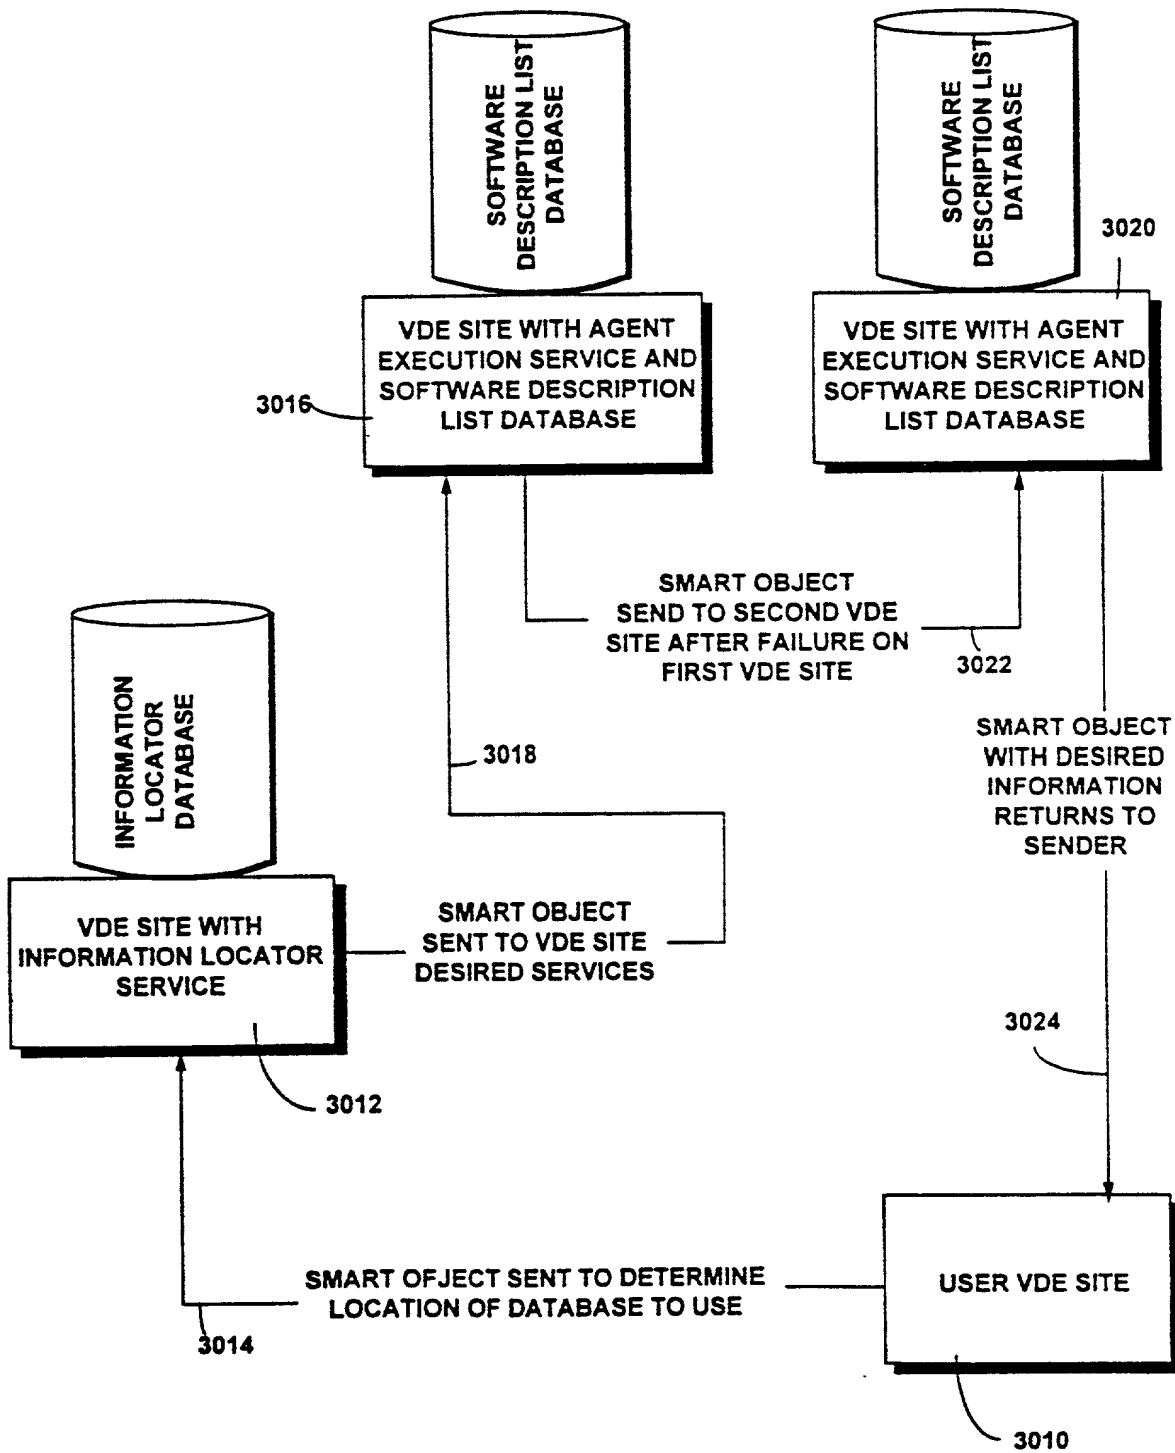 SOFTWARE
DESCRIPTION LIST
DATABASE
SOFTWARE
DESCRIPTION LIST
DATABASE
3020
VDE SITE WITH AGENT
EXECUTION SERVICE AND
SOFTWARE DESCRIPTION
LIST DATABASE
3016
VDE SITE WITH AGENT
EXECUTION SERVICE AND
SOFTWARE DESCRIPTION
LIST DATABASE
SMART OBJECT
SEND TO SECOND VDE
SITE AFTER FAILURE ON
FIRST VDE SITE
3022
INFORMATION
LOCATOR
DATABASE
3018
SMART OBJECT
WITH DESIRED
INFORMATION
RETURNS TO
SENDER
VDE SITE WITH
INFORMATION LOCATOR
SERVICE
SMART OBJECT
SENT TO VDE SITE
DESIRED SERVICES
3024
3012
SMART OFJECT SENT TO DETERMINE
LOCATION OF DATABASE TO USE
3014
USER VDE SITE
3010